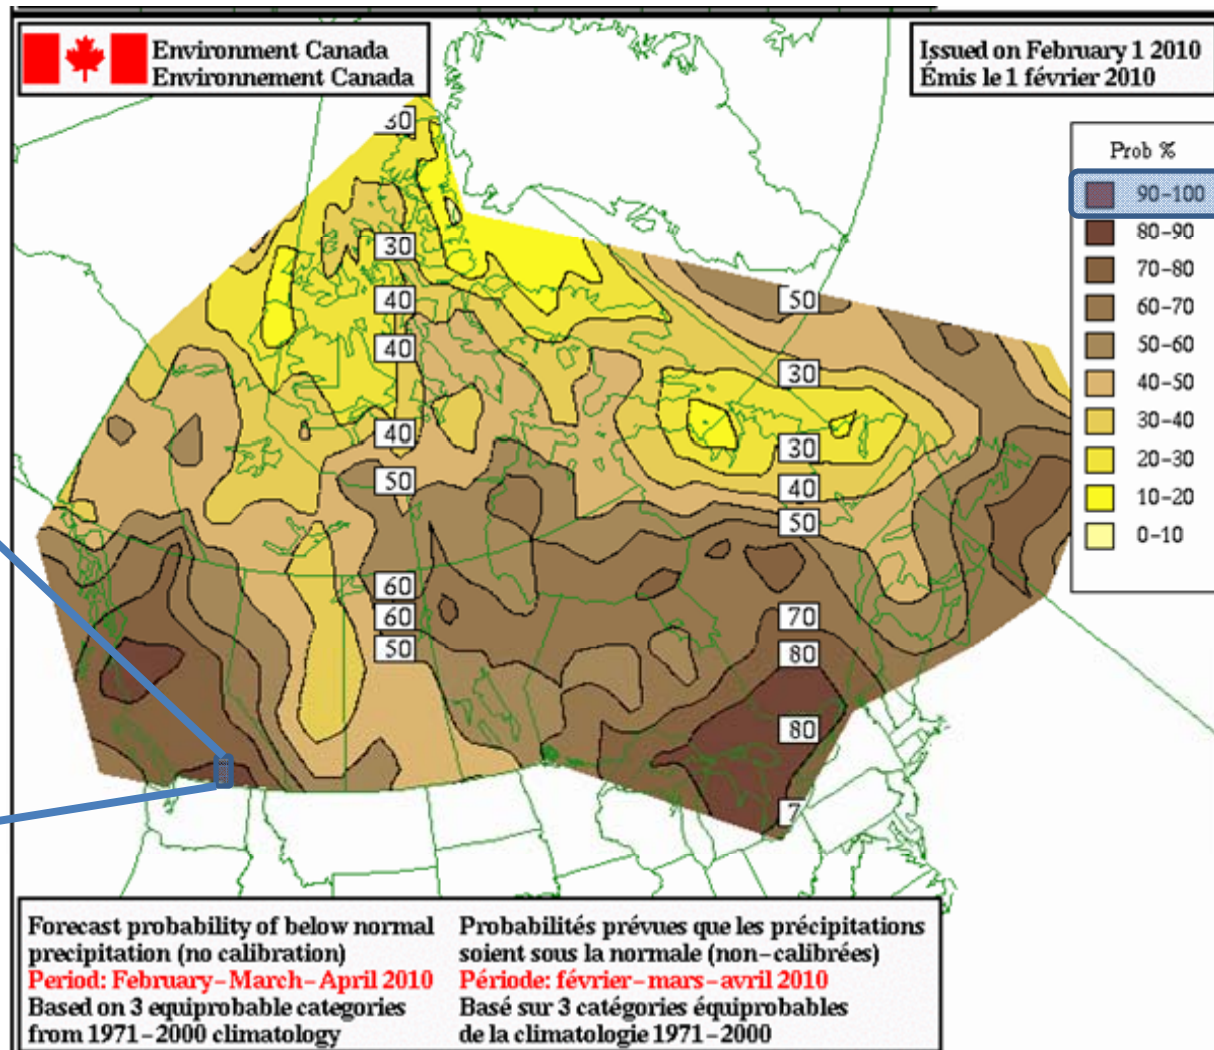 Environment Canada
Environnement Canada
Issued on February 1 2010
Émis le 1 février 2010
Prob %
90-100
80-90
70-80
60-70
50-60
40-50
30-40
20-30
10-20
0-10
30
30
40
40
40
50
60
60
50
50
30
30
40
50
70
80
80
7
Forecast probability of below normal
precipitation (no calibration)
Period: February-March-April 2010
Based on 3 equiprobable categories
from 1971-2000 climatology
Probabilités prévues que les précipitations
soient sous la normale (non-calibrées)
Période: février-mars-avril 2010
Basé sur 3 catégories équiprobables
de la climatologie 1971-2000